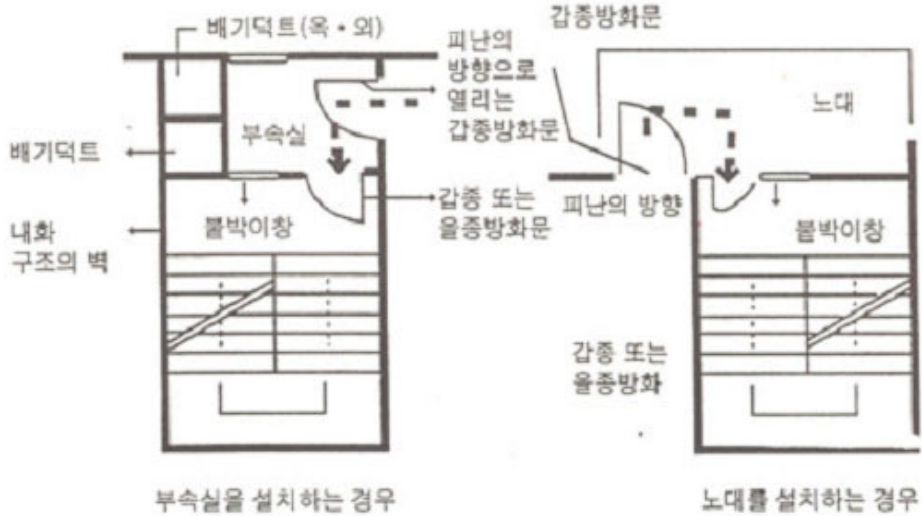 배기덕트(옥・외)
피난의
방향으로
열리는
갑종방화문
부속실
배기덕트
갑종 또는
을종방화문
붙박이창
내화
구조의 벽
부속실을 설치하는 경우
갑종방화문
노대
피난의 방향
붙박이창
갑종 또는
을종방화
노대를 설치하는 경우